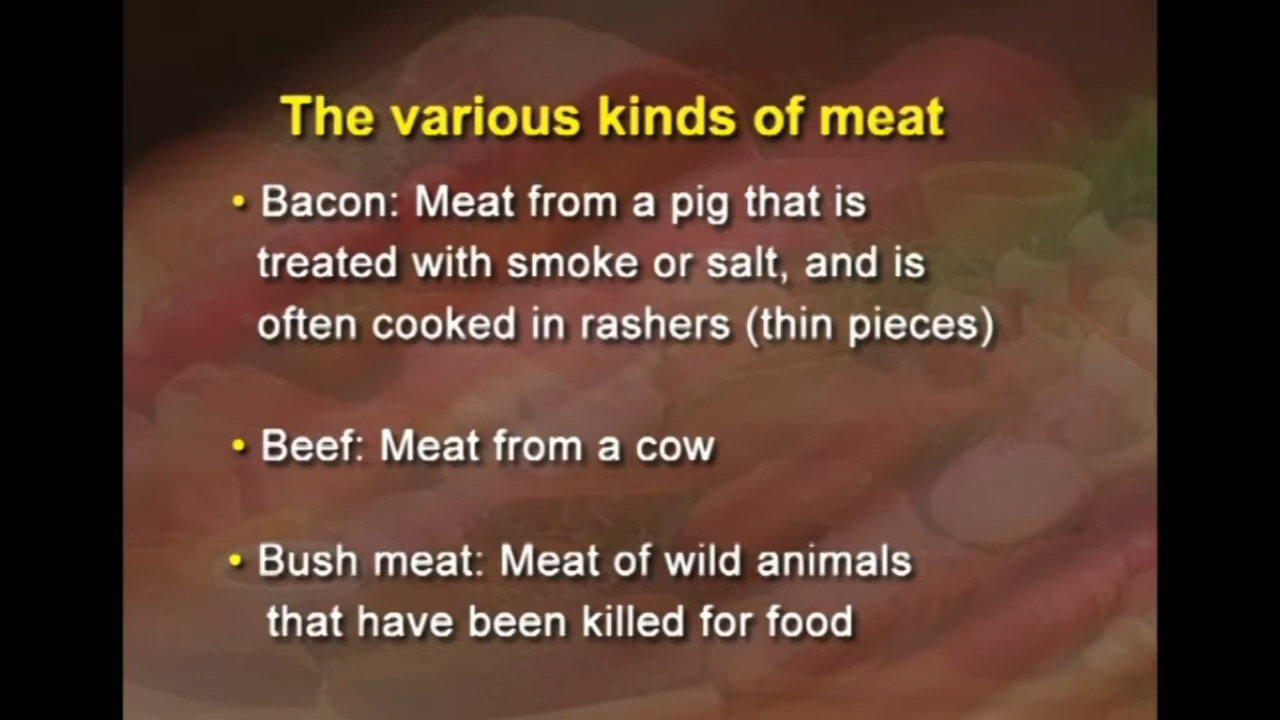 The various kinds of meat
• Bacon: Meat from a pig that is
treated with smoke or salt, and is
often cooked in rashers (thin pieces)
• Beef: Meat from a cow
• Bush meat: Meat of wild animals
that have been killed for food